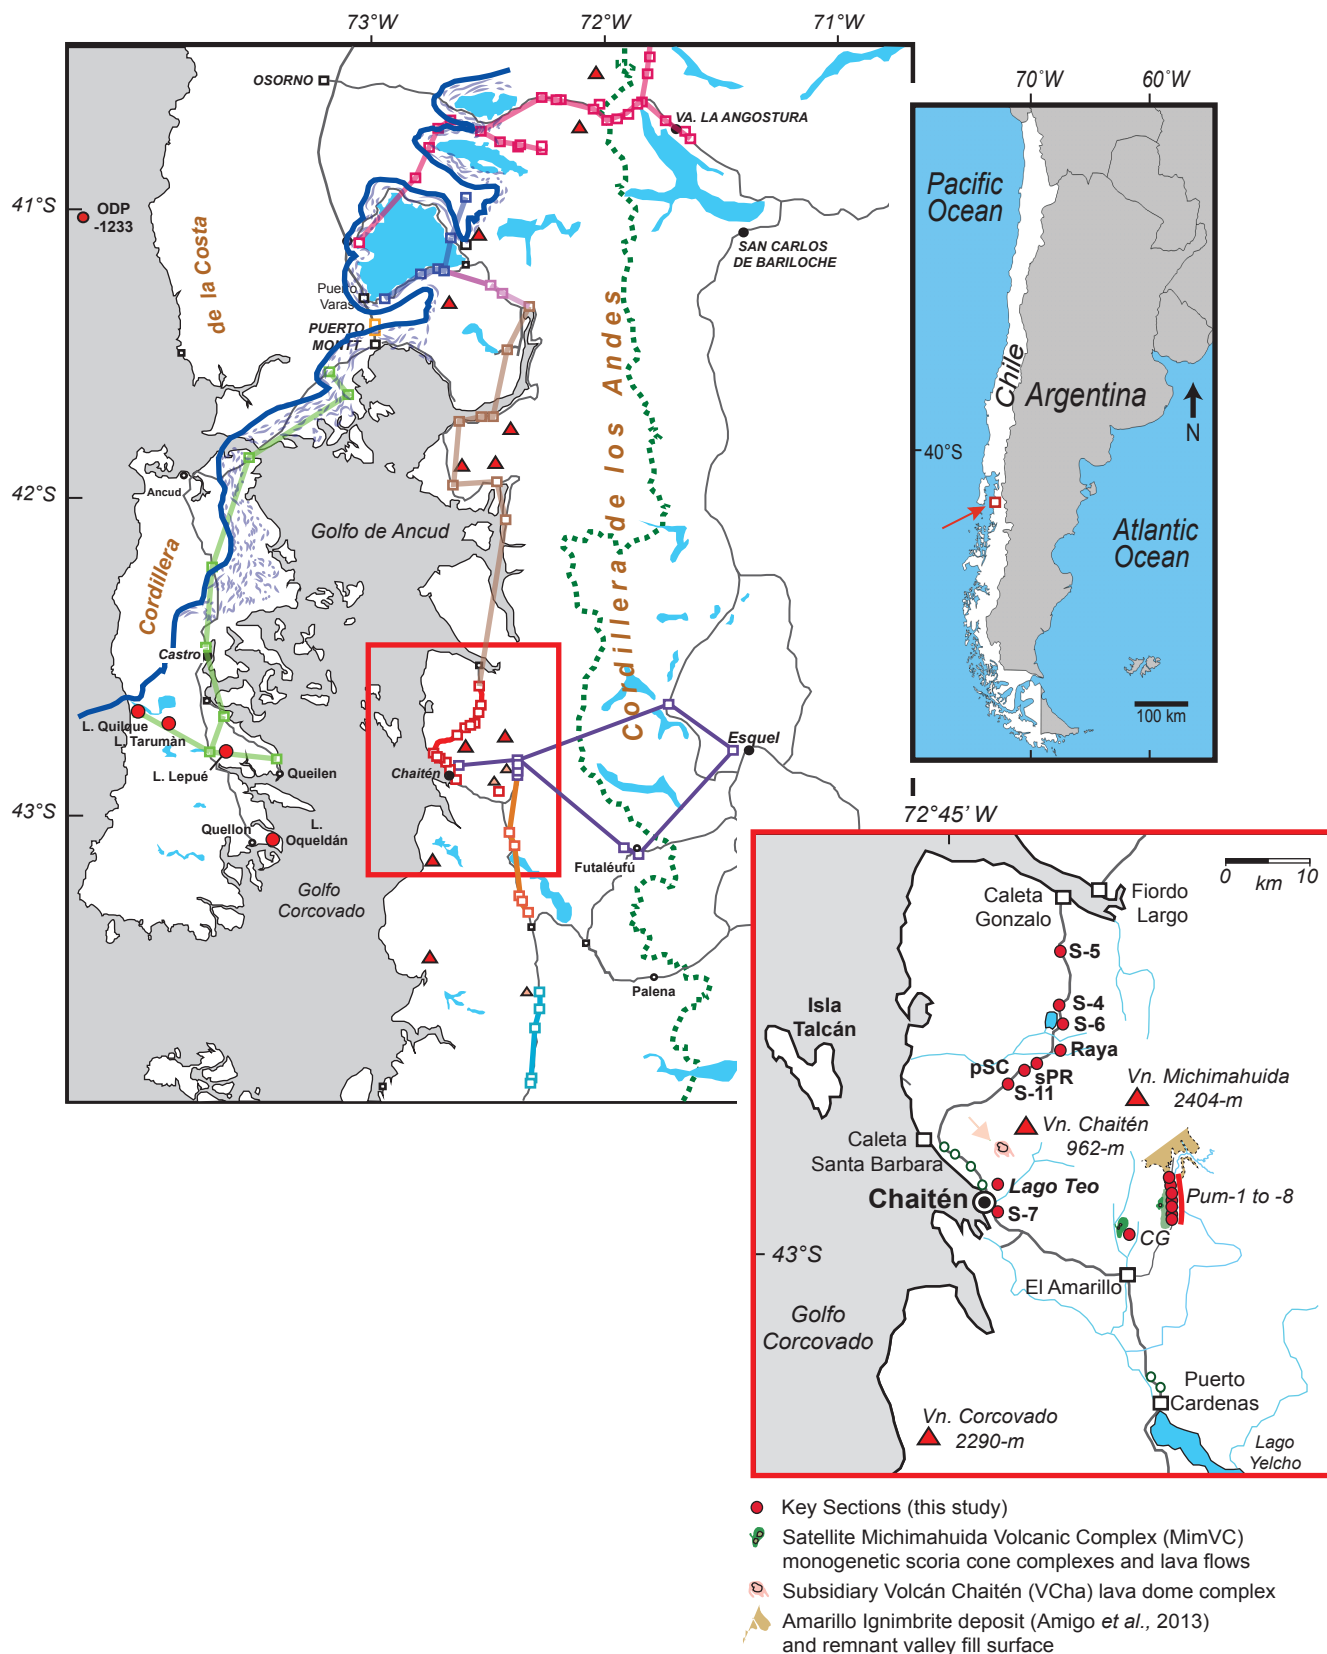 73°W
72°W
71°W
OSORNO
VA. LA ANGOSTURA
41°S
ODP
-1233
de la Costa
SAN CARLOS
DE BARILOCHE
Puerto
Varas
PUERTO
MONTT
Cordillera de los Andes
Ancud
42°S
Golfo de Ancud
Cordillera
Castro
L. Quilque
L. Tarumàn
L. Lepué
Queilen
Chaitén
Esquel
43°S
Quellon
L.
Oqueldán
Futaléufú
Golfo
Corcovado
Palena
70°W
60°W
Pacific
Ocean
Chile
Argentina
N
40°S
Atlantic
Ocean
100 km
72°45' W
0 km 10
Caleta
Gonzalo
Fiordo
Largo
S-5
Isla
Talcán
S-4
S-6
Raya
pSC
sPR
S-11
Vn. Michimahuida
2404-m
Vn. Chaitén
962-m
Caleta
Santa Barbara
Lago Teo
Chaitén
S-7
Pum-1 to -8
CG
43°S
El Amarillo
Golfo
Corcovado
Puerto
Cardenas
Vn. Corcovado
2290-m
Lago
Yelcho
Key Sections (this study)
Satellite Michimahuida Volcanic Complex (MimVC)
monogenetic scoria cone complexes and lava flows
Subsidiary Volcán Chaitén (VCha) lava dome complex
Amarillo Ignimbrite deposit (Amigo et al., 2013)
and remnant valley fill surface